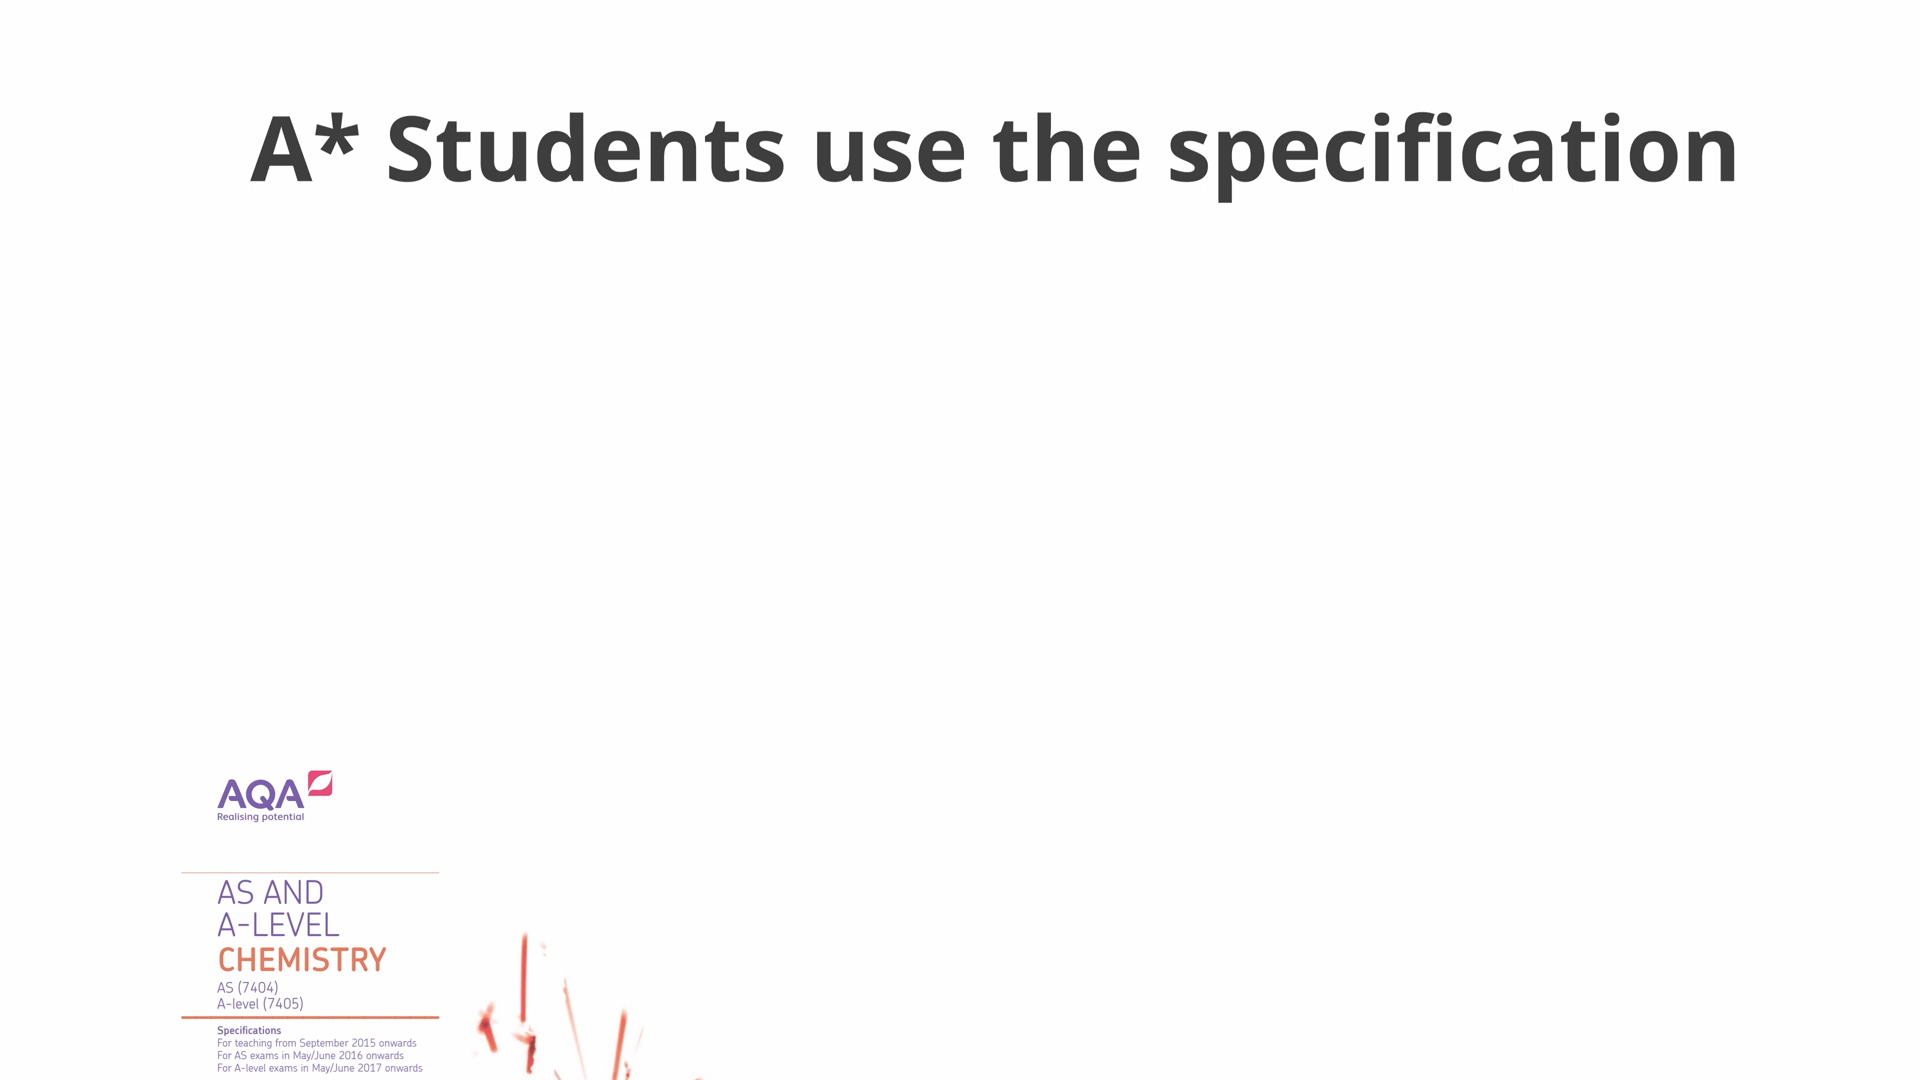 A* Students use the specification
AQA
Realising potential
AS AND
A-LEVEL
CHEMISTRY
AS (7404)
A-level (7405)
Specifications
For teaching from September 2015 onwards
For AS exams in May/June 2016 onwards
For A-level exams in May/June 2017 onwards